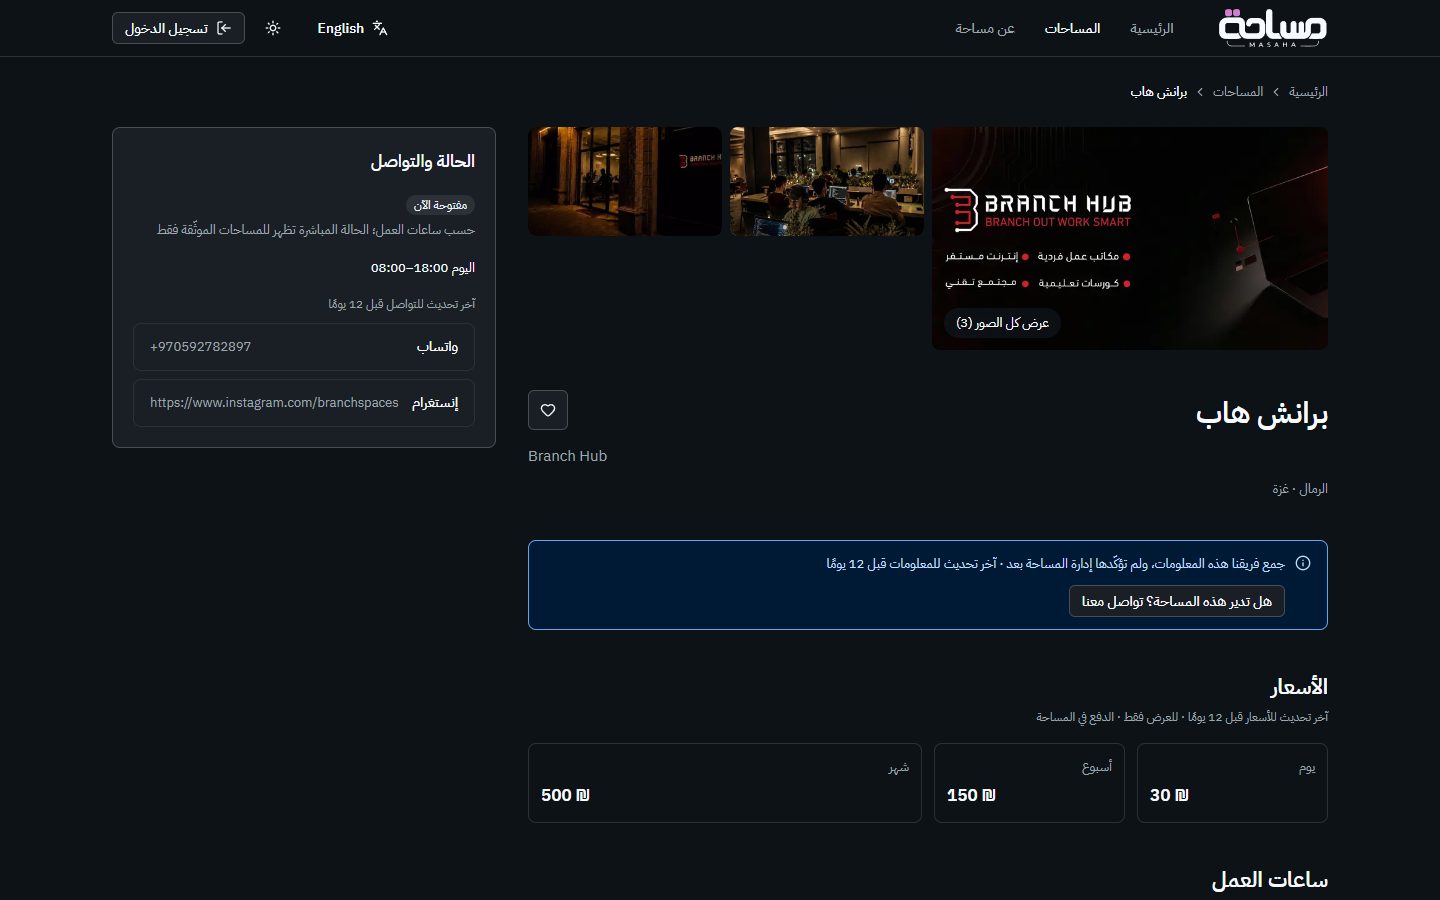 مساحة
MASAHA
الرئيسية
المساحات
عن مساحة
English
تسجيل الدخول
الرئيسية
المساحات
برانش هاب
BRANCH HUB
BRANCH OUT WORK SMART
مكاتب عمل فردية
إنترنت مستقر
كورسات تعليمية
مجتمع تقني
عرض كل الصور (3)
BRANCH H
برانش هاب
Branch Hub
الرمال · غزة
جمع فريقنا هذه المعلومات، ولم تؤكّدها إدارة المساحة بعد · آخر تحديث للمعلومات قبل 12 يومًا
هل تدير هذه المساحة؟ تواصل معنا
الأسعار
آخر تحديث للأسعار قبل 12 يومًا · للعرض فقط · الدفع في المساحة
يوم
30 ₪
أسبوع
150 ₪
شهر
500 ₪
ساعات العمل
الحالة والتواصل
مفتوحة الآن
حسب ساعات العمل؛ الحالة المباشرة تظهر للمساحات الموثّقة فقط
اليوم 18:00–08:00
آخر تحديث للتواصل قبل 12 يومًا
واتساب
+970592782897
إنستغرام
https://www.instagram.com/branchspaces